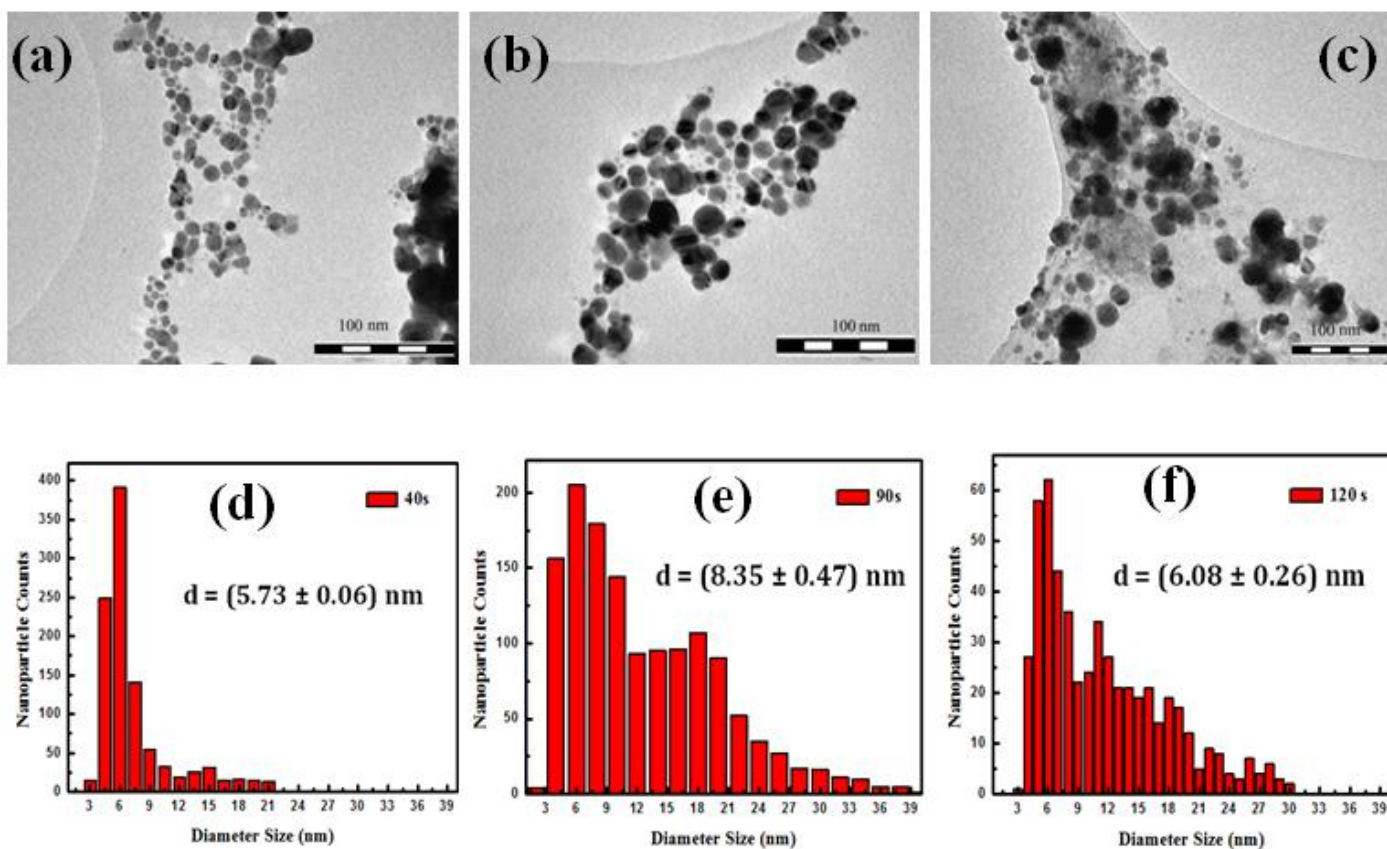 (a)
(b)
(c)
100 nm
100 nm
100 nm
(d)
40s
d = (5.73 ± 0.06) nm
Nanoparticle Counts
400
350
300
250
200
150
100
50
0
3 6 9 12 15 18 21 24 27 30 33 36 39
Diameter Size (nm)
(e)
90s
d = (8.35 ± 0.47) nm
Nanoparticle Counts
200
150
100
50
0
3 6 9 12 15 18 21 24 27 30 33 36 39
Diameter Size (nm)
(f)
120 s
d = (6.08 ± 0.26) nm
Nanoparticle Counts
60
50
40
30
20
10
0
3 6 9 12 15 18 21 24 27 30 33 36 39
Diameter Size (nm)